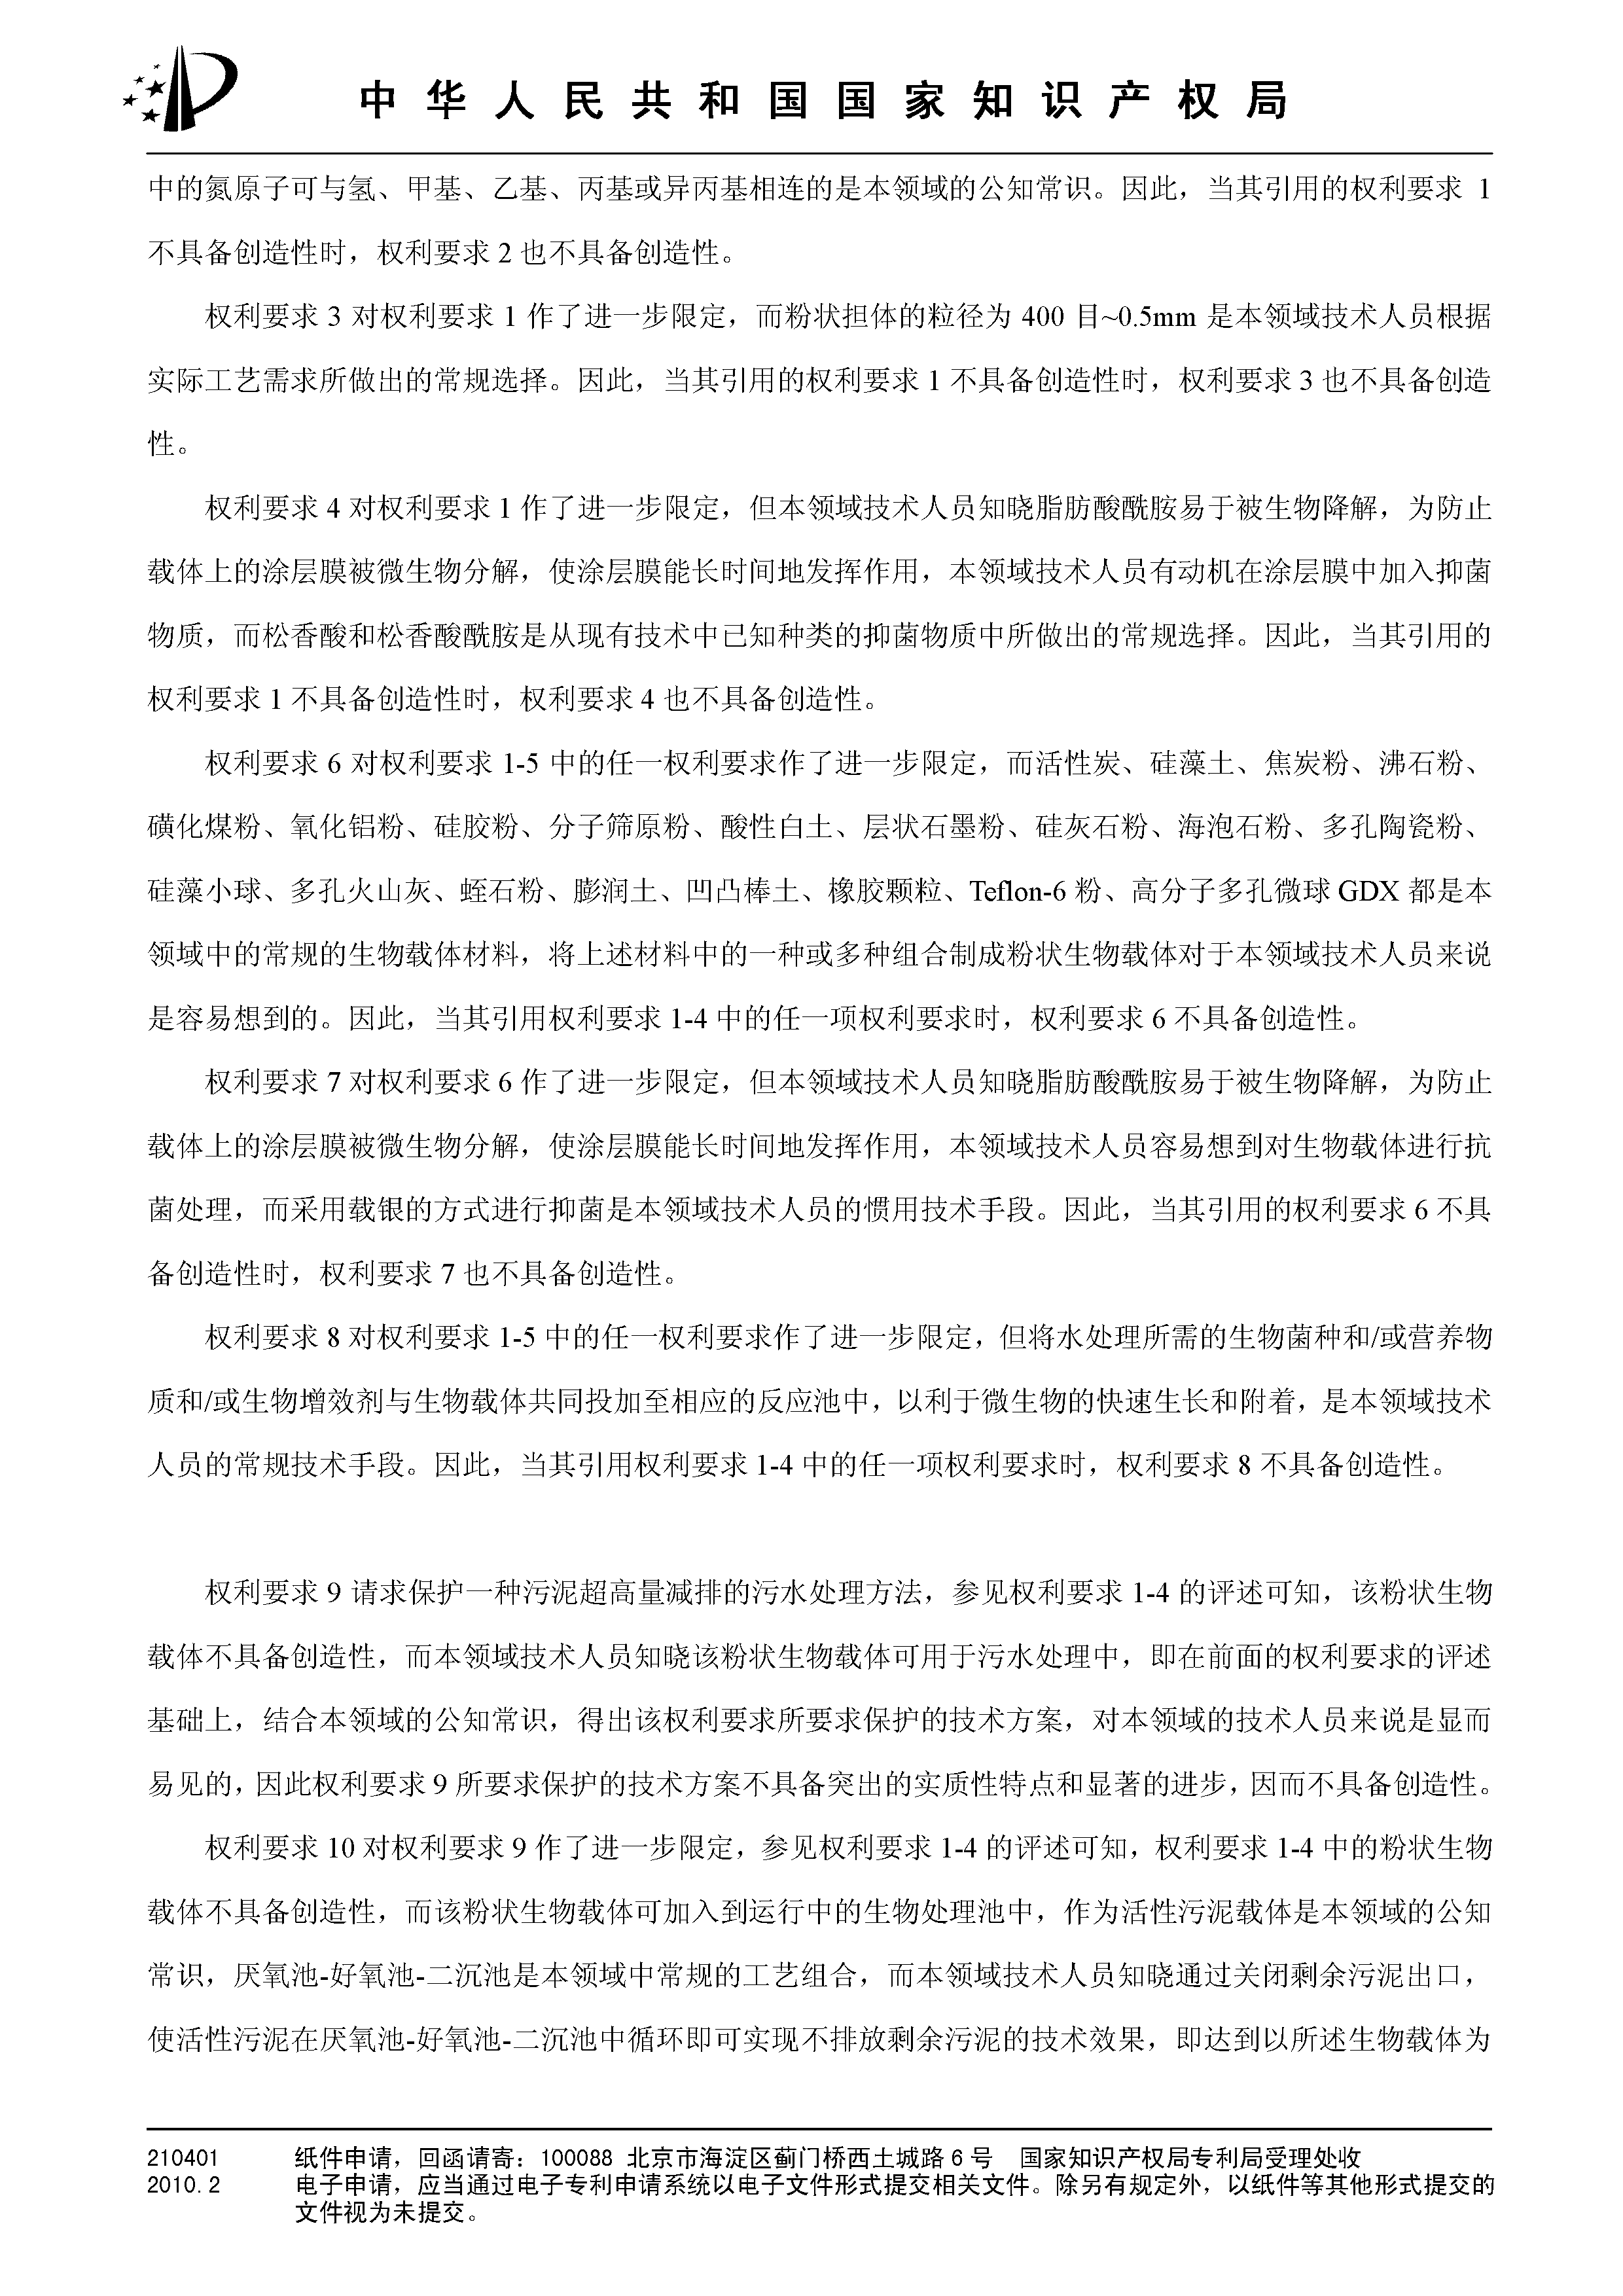 中华人民共和国国家知识产权局
中的氮原子可与氢、甲基、乙基、丙基或异丙基相连的是本领域的公知常识。因此，当其引用的权利要求 1
不具备创造性时，权利要求 2 也不具备创造性。
权利要求 3 对权利要求 1 作了进一步限定，而粉状担体的粒径为 400 目~0.5mm 是本领域技术人员根据
实际工艺需求所做出的常规选择。因此，当其引用的权利要求 1 不具备创造性时，权利要求 3 也不具备创造
性。
权利要求 4 对权利要求 1 作了进一步限定，但本领域技术人员知晓脂肪酸酰胺易于被生物降解，为防止
载体上的涂层膜被微生物分解，使涂层膜能长时间地发挥作用，本领域技术人员有动机在涂层膜中加入抑菌
物质，而松香酸和松香酸酰胺是从现有技术中已知种类的抑菌物质中所做出的常规选择。因此，当其引用的
权利要求 1 不具备创造性时，权利要求 4 也不具备创造性。
权利要求 6 对权利要求 1-5 中的任一权利要求作了进一步限定，而活性炭、硅藻土、焦炭粉、沸石粉、
磺化煤粉、氧化铝粉、硅胶粉、分子筛原粉、酸性白土、层状石墨粉、硅灰石粉、海泡石粉、多孔陶瓷粉、
硅藻小球、多孔火山灰、蛭石粉、膨润土、凹凸棒土、橡胶颗粒、Teflon-6 粉、高分子多孔微球 GDX 都是本
领域中的常规的生物载体材料，将上述材料中的一种或多种组合制成粉状生物载体对于本领域技术人员来说
是容易想到的。因此，当其引用权利要求 1-4 中的任一项权利要求时，权利要求 6 不具备创造性。
权利要求 7 对权利要求 6 作了进一步限定，但本领域技术人员知晓脂肪酸酰胺易于被生物降解，为防止
载体上的涂层膜被微生物分解，使涂层膜能长时间地发挥作用，本领域技术人员容易想到对生物载体进行抗
菌处理，而采用载银的方式进行抑菌是本领域技术人员的惯用技术手段。因此，当其引用的权利要求 6 不具
备创造性时，权利要求 7 也不具备创造性。
权利要求 8 对权利要求 1-5 中的任一权利要求作了进一步限定，但将水处理所需的生物菌种和/或营养物
质和/或生物增效剂与生物载体共同投加至相应的反应池中，以利于微生物的快速生长和附着，是本领域技术
人员的常规技术手段。因此，当其引用权利要求 1-4 中的任一项权利要求时，权利要求 8 不具备创造性。
权利要求 9 请求保护一种污泥超高量减排的污水处理方法，参见权利要求 1-4 的评述可知，该粉状生物
载体不具备创造性，而本领域技术人员知晓该粉状生物载体可用于污水处理中，即在前面的权利要求的评述
基础上，结合本领域的公知常识，得出该权利要求所要求保护的技术方案，对本领域的技术人员来说是显而
易见的，因此权利要求 9 所要求保护的技术方案不具备突出的实质性特点和显著的进步，因而不具备创造性。
权利要求 10 对权利要求 9 作了进一步限定，参见权利要求 1-4 的评述可知，权利要求 1-4 中的粉状生物
载体不具备创造性，而该粉状生物载体可加入到运行中的生物处理池中，作为活性污泥载体是本领域的公知
常识，厌氧池-好氧池-二沉池是本领域中常规的工艺组合，而本领域技术人员知晓通过关闭剩余污泥出口，
使活性污泥在厌氧池-好氧池-二沉池中循环即可实现不排放剩余污泥的技术效果，即达到以所述生物载体为
210401 纸件申请，回函请寄：100088 北京市海淀区蓟门桥西土城路 6 号 国家知识产权局专利局受理处收
2010.2 电子申请，应当通过电子专利申请系统以电子文件形式提交相关文件。除另有规定外，以纸件等其他形式提交的
文件视为未提交。